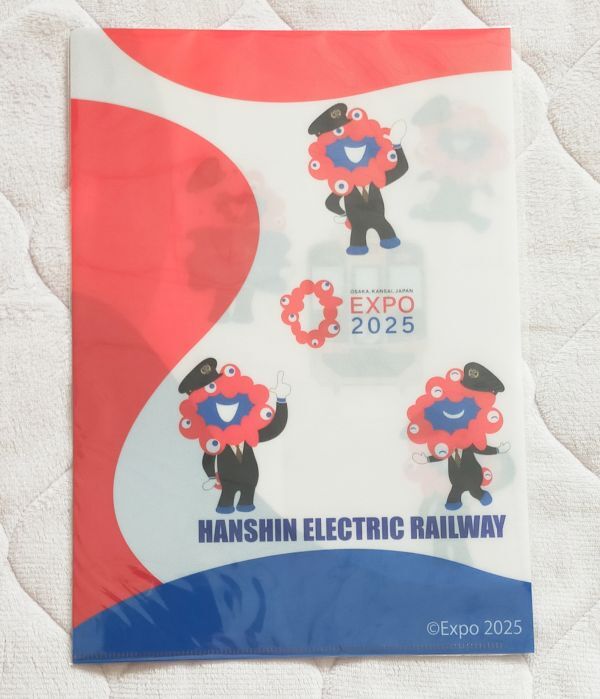 OSAKA, KANSAI, JAPAN
EXPO
2025
HANSHIN ELECTRIC RAILWAY
©Expo 2025